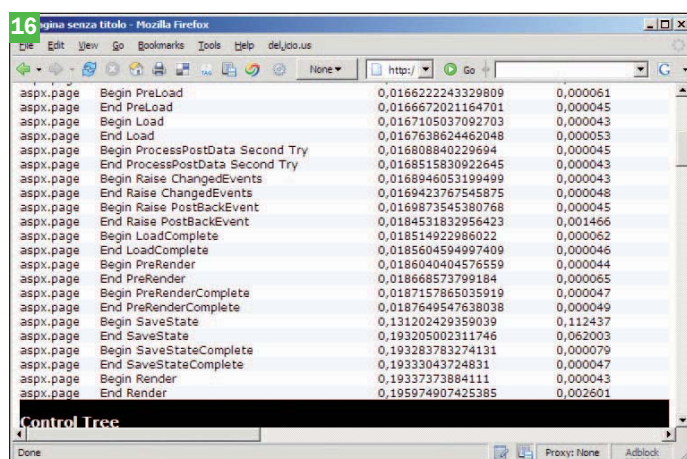 16
agina senza titolo - Mozilla Firefox
File Edit View Go Bookmarks Tools Help del.icio.us
None http:/ Go G
aspx.page Begin PreLoad 0,0166222243329809 0,000061
aspx.page End PreLoad 0,0166672021164701 0,000045
aspx.page Begin Load 0,0167105037092703 0,000043
aspx.page End Load 0,0167638624462048 0,000053
aspx.page Begin ProcessPostData Second Try 0,016808840229694 0,000045
aspx.page End ProcessPostData Second Try 0,0168515830922645 0,000043
aspx.page Begin Raise ChangedEvents 0,0168946053199499 0,000043
aspx.page End Raise ChangedEvents 0,0169423767545875 0,000048
aspx.page Begin Raise PostBackEvent 0,0169873545380768 0,000045
aspx.page End Raise PostBackEvent 0,0184531832956423 0,001466
aspx.page Begin LoadComplete 0,018514922986022 0,000062
aspx.page End LoadComplete 0,0185604594997409 0,000046
aspx.page Begin PreRender 0,0186040404576559 0,000044
aspx.page End PreRender 0,018668573799184 0,000065
aspx.page Begin PreRenderComplete 0,0187157865035919 0,000047
aspx.page End PreRenderComplete 0,0187649547638038 0,000049
aspx.page Begin SaveState 0,131202429359039 0,112437
aspx.page End SaveState 0,193205002311746 0,062003
aspx.page Begin SaveStateComplete 0,193283783274131 0,000079
aspx.page End SaveStateComplete 0,19333043724831 0,000047
aspx.page Begin Render 0,19337373884111 0,000043
aspx.page End Render 0,195974907425385 0,002601
Control Tree
Done Proxy: None Adblock